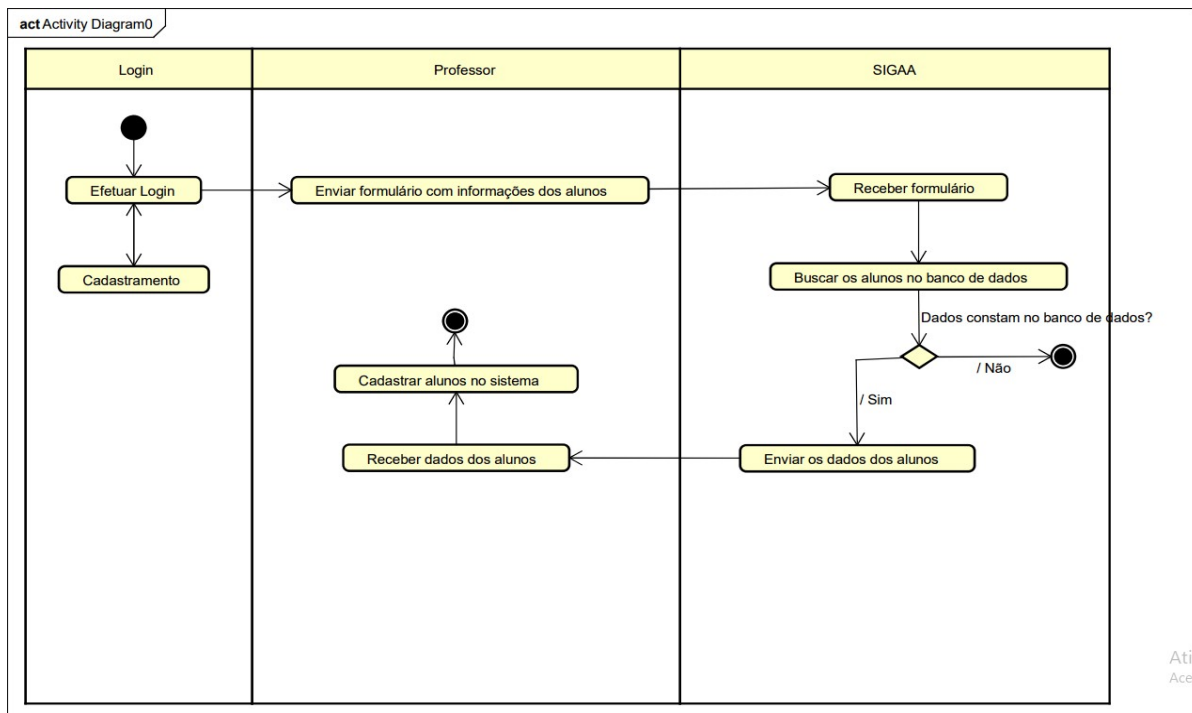 act Activity Diagram0
Login
Professor
SIGAA
Efetuar Login
Enviar formulário com informações dos alunos
Receber formulário
Cadastramento
Buscar os alunos no banco de dados
Dados constam no banco de dados?
/ Não
Cadastrar alunos no sistema
/ Sim
Receber dados dos alunos
Enviar os dados dos alunos
Ati
Ace